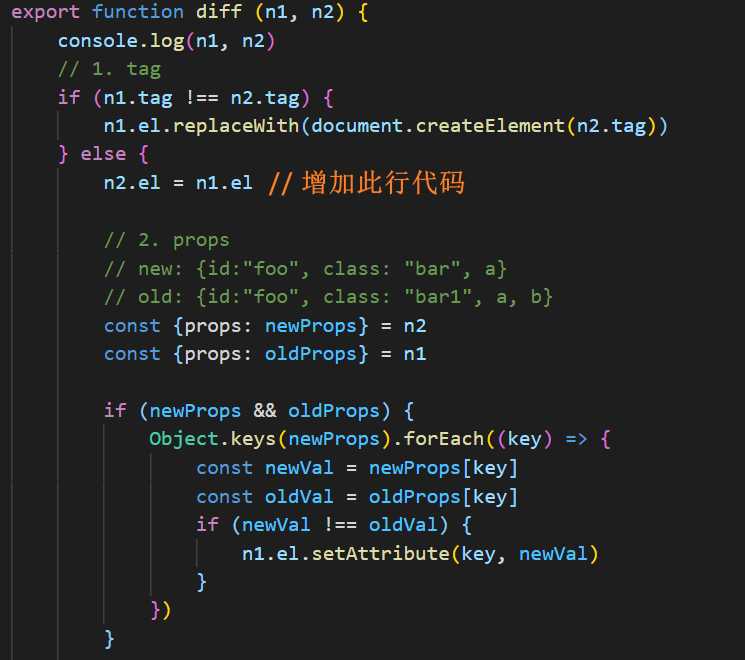 export function diff (n1, n2) {
console.log(n1, n2)
// 1. tag
if (n1.tag !== n2.tag) {
n1.el.replaceWith(document.createElement(n2.tag))
} else {
n2.el = n1.el // 增加此行代码
// 2. props
// new: {id:"foo", class: "bar", a}
// old: {id:"foo", class: "bar1", a, b}
const {props: newProps} = n2
const {props: oldProps} = n1
if (newProps && oldProps) {
Object.keys(newProps).forEach((key) => {
const newVal = newProps[key]
const oldVal = oldProps[key]
if (newVal !== oldVal) {
n1.el.setAttribute(key, newVal)
}
})
}